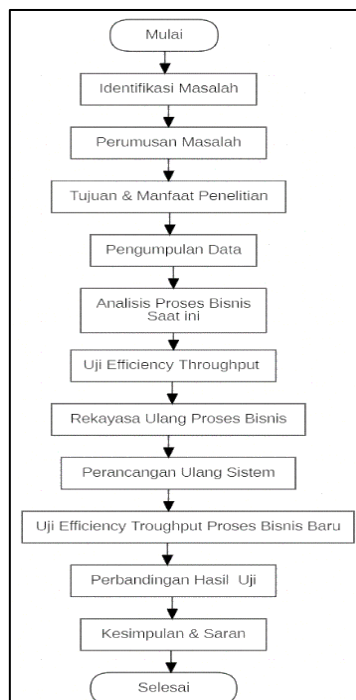 Mulai
Identifikasi Masalah
Perumusan Masalah
Tujuan & Manfaat Penelitian
Pengumpulan Data
Analisis Proses Bisnis
Saat ini
Uji Efficiency Throughput
Rekayasa Ulang Proses Bisnis
Perancangan Ulang Sistem
Uji Efficiency Troughput Proses Bisnis Baru
Perbandingan Hasil Uji
Kesimpulan & Saran
Selesai